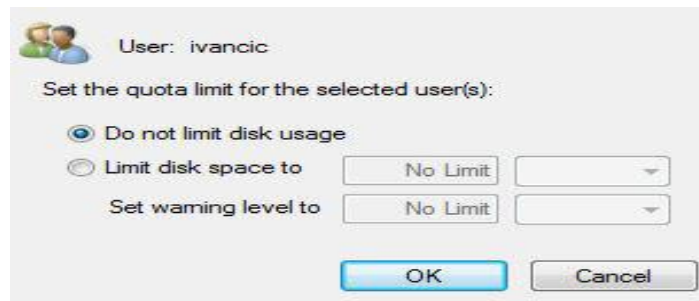 User: ivancic
Set the quota limit for the selected user(s):
Do not limit disk usage
Limit disk space to No Limit
Set warning level to No Limit
OK Cancel